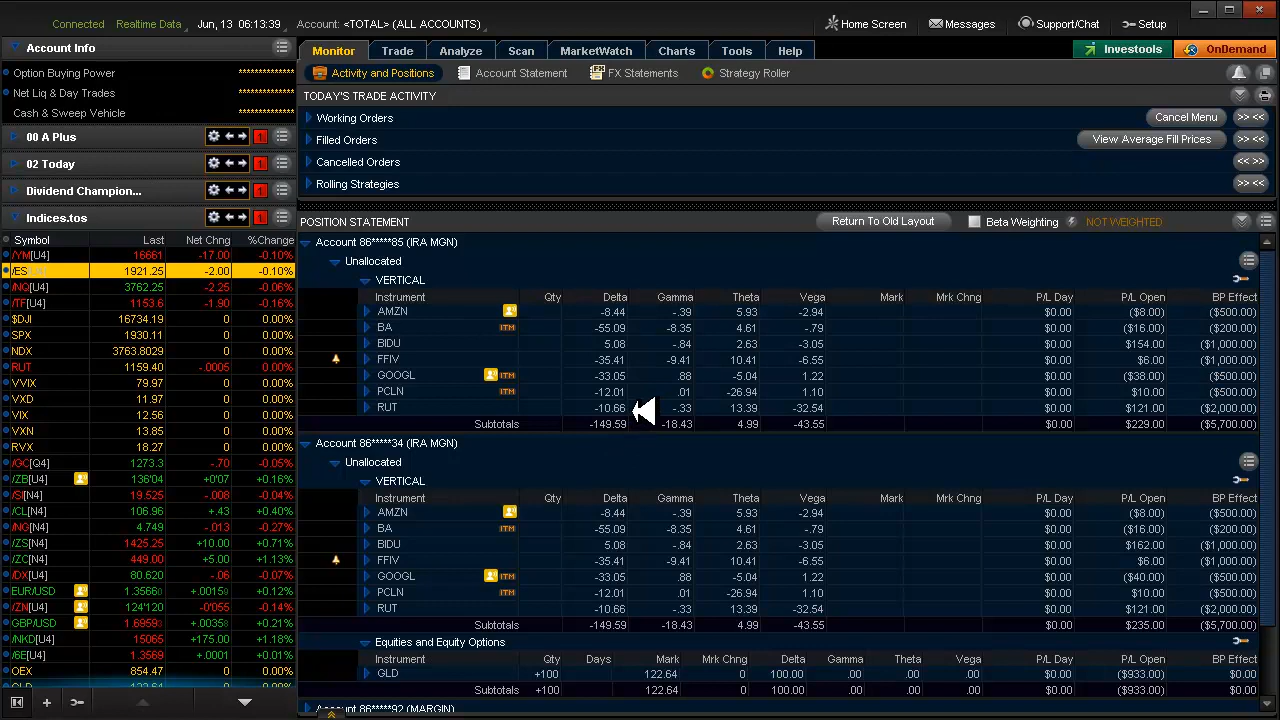 Connected Realtime Data Jun, 13 06:13:39 Account: <TOTAL> (ALL ACCOUNTS) Home Screen Messages Support/Chat Setup
Account Info
Option Buying Power *************
Net Liq & Day Trades *************
Cash & Sweep Vehicle *************
00 A Plus 1
02 Today 1
Dividend Champion... 1
Indices.tos 1
Symbol Last Net Chng %Change
/YM[U4] 16661 -17.00 -0.10%
/ES[U4] 1921.25 -2.00 -0.10%
/NQ[U4] 3762.25 -2.25 -0.06%
/TF[U4] 1153.6 -1.90 -0.16%
$DJI 16734.19 0 0.00%
SPX 1930.11 0 0.00%
NDX 3763.8029 0 0.00%
RUT 1159.40 -.0005 0.00%
VVIX 79.97 0 0.00%
VXD 11.97 0 0.00%
VIX 12.56 0 0.00%
VXN 13.85 0 0.00%
RVX 18.27 0 0.00%
/GC[Q4] 1273.3 -.70 -0.05%
/ZB[U4] 136'04 +0'07 +0.16%
/SI[N4] 19.525 -.008 -0.04%
/CL[N4] 106.96 +.43 +0.40%
/NG[N4] 4.749 -.013 -0.27%
/ZS[N4] 1425.25 +10.00 +0.71%
/ZC[N4] 449.00 +5.00 +1.13%
/DX[U4] 80.620 -.06 -0.07%
EUR/USD 1.35660 +.0015 +0.12%
/ZN[U4] 124'120 -0'055 -0.14%
GBP/USD +.0035 +0.21%
/NKD[U4] 15065 +175.00 +1.18%
/6E[U4] 1.3569 +.0001 +0.01%
OEX 854.47 0 0.00%
GLD 122.64 0 0.00%
Monitor Trade Analyze Scan MarketWatch Charts Tools Help Investools OnDemand
Activity and Positions Account Statement FX Statements Strategy Roller
TODAY'S TRADE ACTIVITY
Working Orders Cancel Menu >> <<
Filled Orders View Average Fill Prices >> <<
Cancelled Orders << >>
Rolling Strategies >> <<
POSITION STATEMENT Return To Old Layout Beta Weighting NOT WEIGHTED
Account 86*****85 (IRA MGN)
Unallocated
VERTICAL
Instrument Qty Delta Gamma Theta Vega Mark Mrk Chng P/L Day P/L Open BP Effect
AMZN -8.44 -.39 5.93 -2.94 $0.00 ($8.00) ($500.00)
BA ITM -55.09 -8.35 4.61 -.79 $0.00 ($16.00) ($200.00)
BIDU 5.08 -.84 2.63 -3.05 $0.00 $154.00 ($1,000.00)
FFIV -35.41 -9.41 10.41 -6.55 $0.00 $6.00 ($1,000.00)
GOOGL ITM -33.05 .88 -5.04 1.22 $0.00 ($38.00) ($500.00)
PCLN ITM -12.01 .01 -26.94 1.10 $0.00 $10.00 ($500.00)
RUT -10.66 -.33 13.39 -32.54 $0.00 $121.00 ($2,000.00)
Subtotals -149.59 -18.43 4.99 -43.55 $0.00 $229.00 ($5,700.00)
Account 86*****34 (IRA MGN)
Unallocate
VERTICAL
Instrument Qty Delta Gamma Theta Vega Mark Mrk Chng P/L Day P/L Open BP Effect
AMZN -8.44 -.39 5.93 -2.94 $0.00 ($8.00) ($500.00)
BA ITM -55.09 -8.35 4.61 -.79 $0.00 ($16.00) ($200.00)
BIDU 5.08 -.84 2.63 -3.05 $0.00 $162.00 ($1,000.00)
FFIV -35.41 -9.41 10.41 -6.55 $0.00 $6.00 ($1,000.00)
GOOGL ITM -33.05 .88 -5.04 1.22 $0.00 ($40.00) ($500.00)
PCLN ITM -12.01 .01 -26.94 1.10 $0.00 $10.00 ($500.00)
RUT -10.66 -.33 13.39 -32.54 $0.00 $121.00 ($2,000.00)
Subtotals -149.59 -18.43 4.99 -43.55 $0.00 $235.00 ($5,700.00)
Equities and Equity Options
Instrument Qty Days Mark Mrk Chng Delta Gamma Theta Vega P/L Day P/L Open BP Effect
GLD +100 122.64 0 100.00 .00 .00 .00 $0.00 ($933.00) $0.00
Subtotals +100 122.64 0 100.00 .00 .00 .00 $0.00 ($933.00) $0.00
Account 86*****92 (MARGIN)